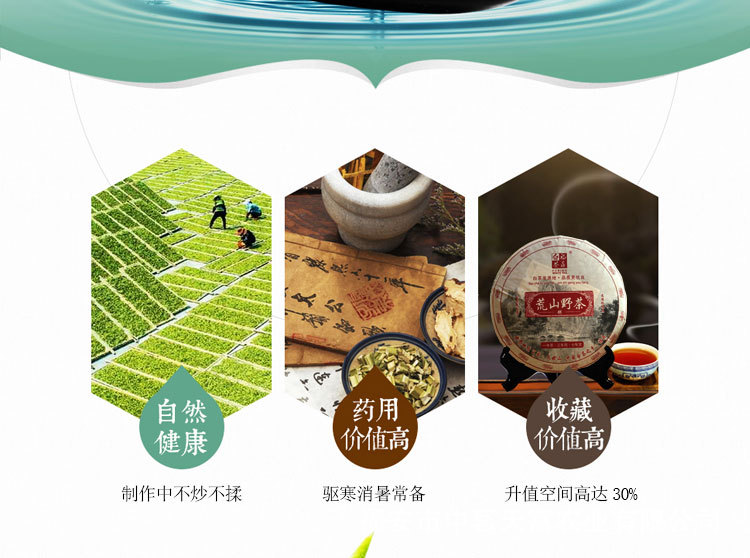 自然
健康
制作中不炒不揉
药用
价值高
驱寒消暑常备
荒山野茶
收藏
价值高
升值空间高达 30%